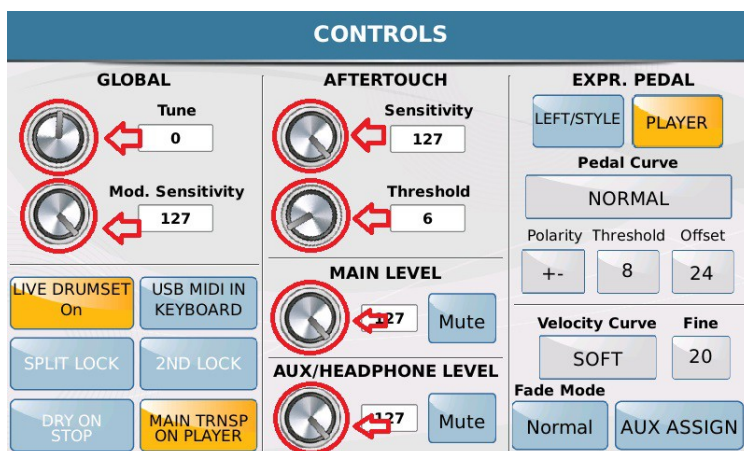 CONTROLS
GLOBAL
Tune
0
Mod. Sensitivity
127
LIVE DRUMSET
On
USB MIDI IN
KEYBOARD
SPLIT LOCK
2ND LOCK
DRY ON
STOP
MAIN TRNSP
ON PLAYER
AFTERTOUCH
Sensitivity
127
Threshold
6
MAIN LEVEL
127
Mute
AUX/HEADPHONE LEVEL
127
Mute
EXPR. PEDAL
LEFT/STYLE
PLAYER
Pedal Curve
NORMAL
Polarity Threshold Offset
+- 8 24
Velocity Curve Fine
SOFT 20
Fade Mode
Normal
AUX ASSIGN